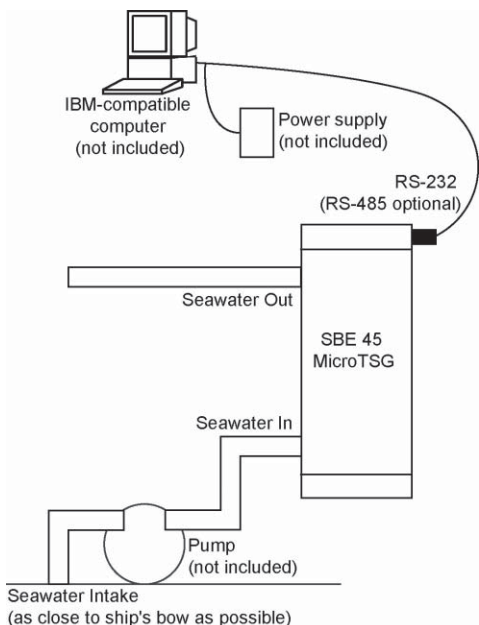 IBM-compatible
computer
(not included)
Power supply
(not included)
RS-232
(RS-485 optional)
Seawater Out
SBE 45
MicroTSG
Seawater In
Pump
(not included)
Seawater Intake
(as close to ship's bow as possible)